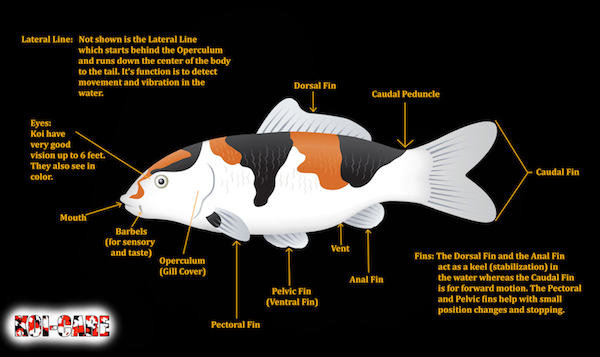 Lateral Line: Not shown is the Lateral Line
which starts behind the Operculum
and runs down the center of the body
to the tail. It's function is to detect
movement and vibration in the
water.
Dorsal Fin
Caudal Peduncle
Eyes:
Koi have
very good
vision up to 6 feet.
They also see in
color.
Caudal Fin
Mouth
Barbels
(for sensory
and taste)
Operculum
(Gill Cover)
Vent
Anal Fin
Pelvic Fin
(Ventral Fin)
Pectoral Fin
Fins: The Dorsal Fin and the Anal Fin
act as a keel (stabilization) in
the water whereas the Caudal Fin
is for forward motion. The Pectoral
and Pelvic fins help with small
position changes and stopping.
KOI-CARE